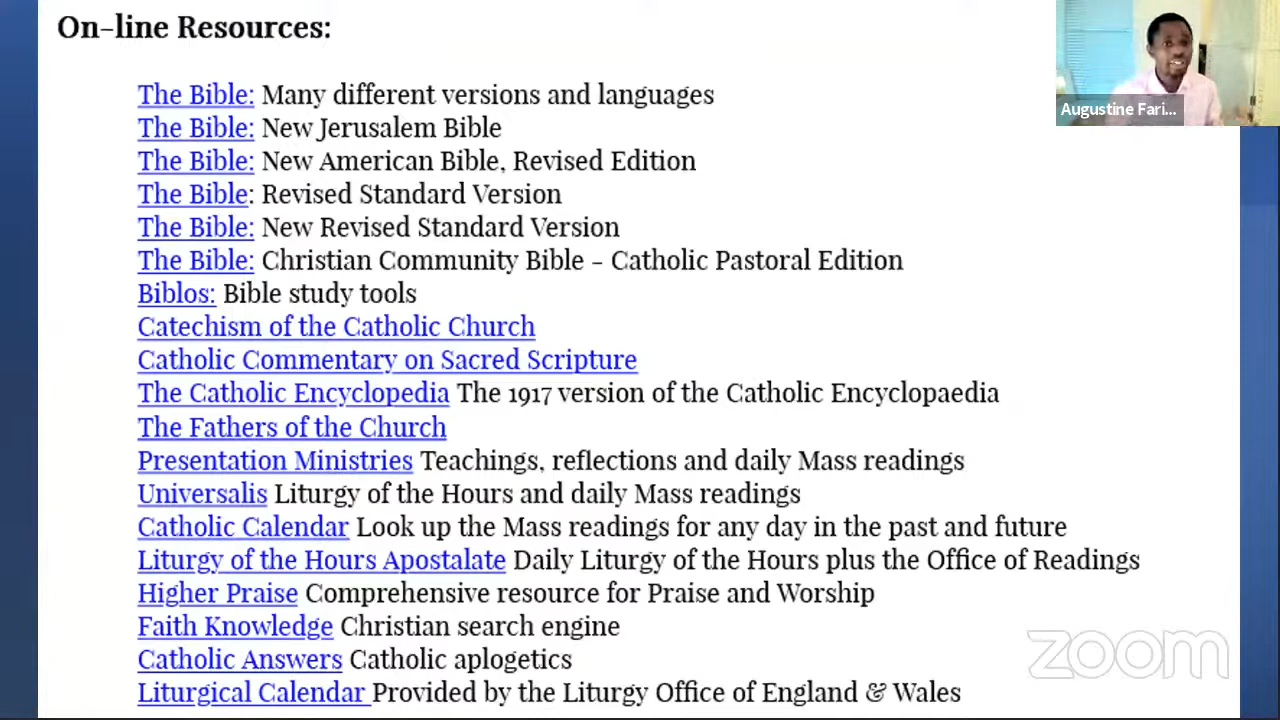 On-line Resources:
The Bible: Many different versions and languages
The Bible: New Jerusalem Bible
The Bible: New American Bible, Revised Edition
The Bible: Revised Standard Version
The Bible: New Revised Standard Version
The Bible: Christian Community Bible – Catholic Pastoral Edition
Biblos: Bible study tools
Catechism of the Catholic Church
Catholic Commentary on Sacred Scripture
The Catholic Encyclopedia The 1917 version of the Catholic Encyclopaedia
The Fathers of the Church
Presentation Ministries Teachings, reflections and daily Mass readings
Universalis Liturgy of the Hours and daily Mass readings
Catholic Calendar Look up the Mass readings for any day in the past and future
Liturgy of the Hours Apostalate Daily Liturgy of the Hours plus the Office of Readings
Higher Praise Comprehensive resource for Praise and Worship
Faith Knowledge Christian search engine
Catholic Answers Catholic aplogetics
Liturgical Calendar Provided by the Liturgy Office of England & Wales
Augustine Fari...
zoom